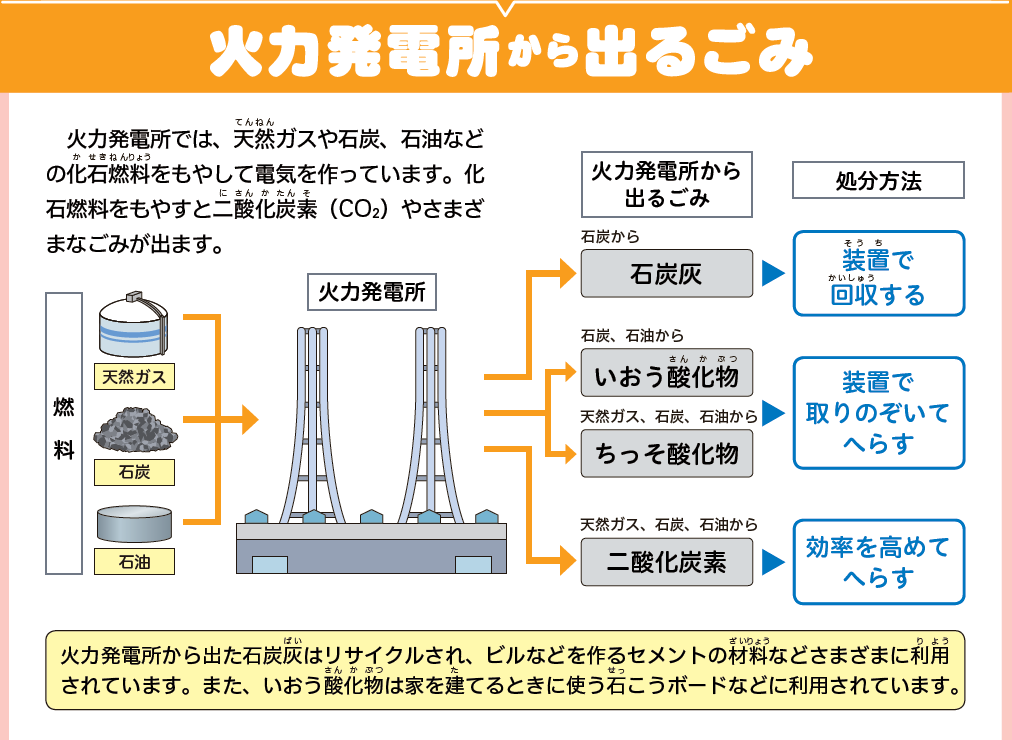 火力発電所から出るごみ
火力発電所では、天然ガスや石炭、石油など
の化石燃料をもやして電気を作っています。化
石燃料をもやすと二酸化炭素（CO₂）やさまざ
まなごみが出ます。
燃料
天然ガス
石炭
石油
火力発電所
火力発電所から
出るごみ
処分方法
石炭から
石炭灰
装置で
回収する
石炭、石油から
いおう酸化物
天然ガス、石炭、石油から
ちっそ酸化物
装置で
取りのぞいて
へらす
天然ガス、石炭、石油から
二酸化炭素
効率を高めて
へらす
火力発電所から出た石炭灰はリサイクルされ、ビルなどを作るセメントの材料などさまざまに利用
されています。また、いおう酸化物は家を建てるときに使う石こうボードなどに利用されています。